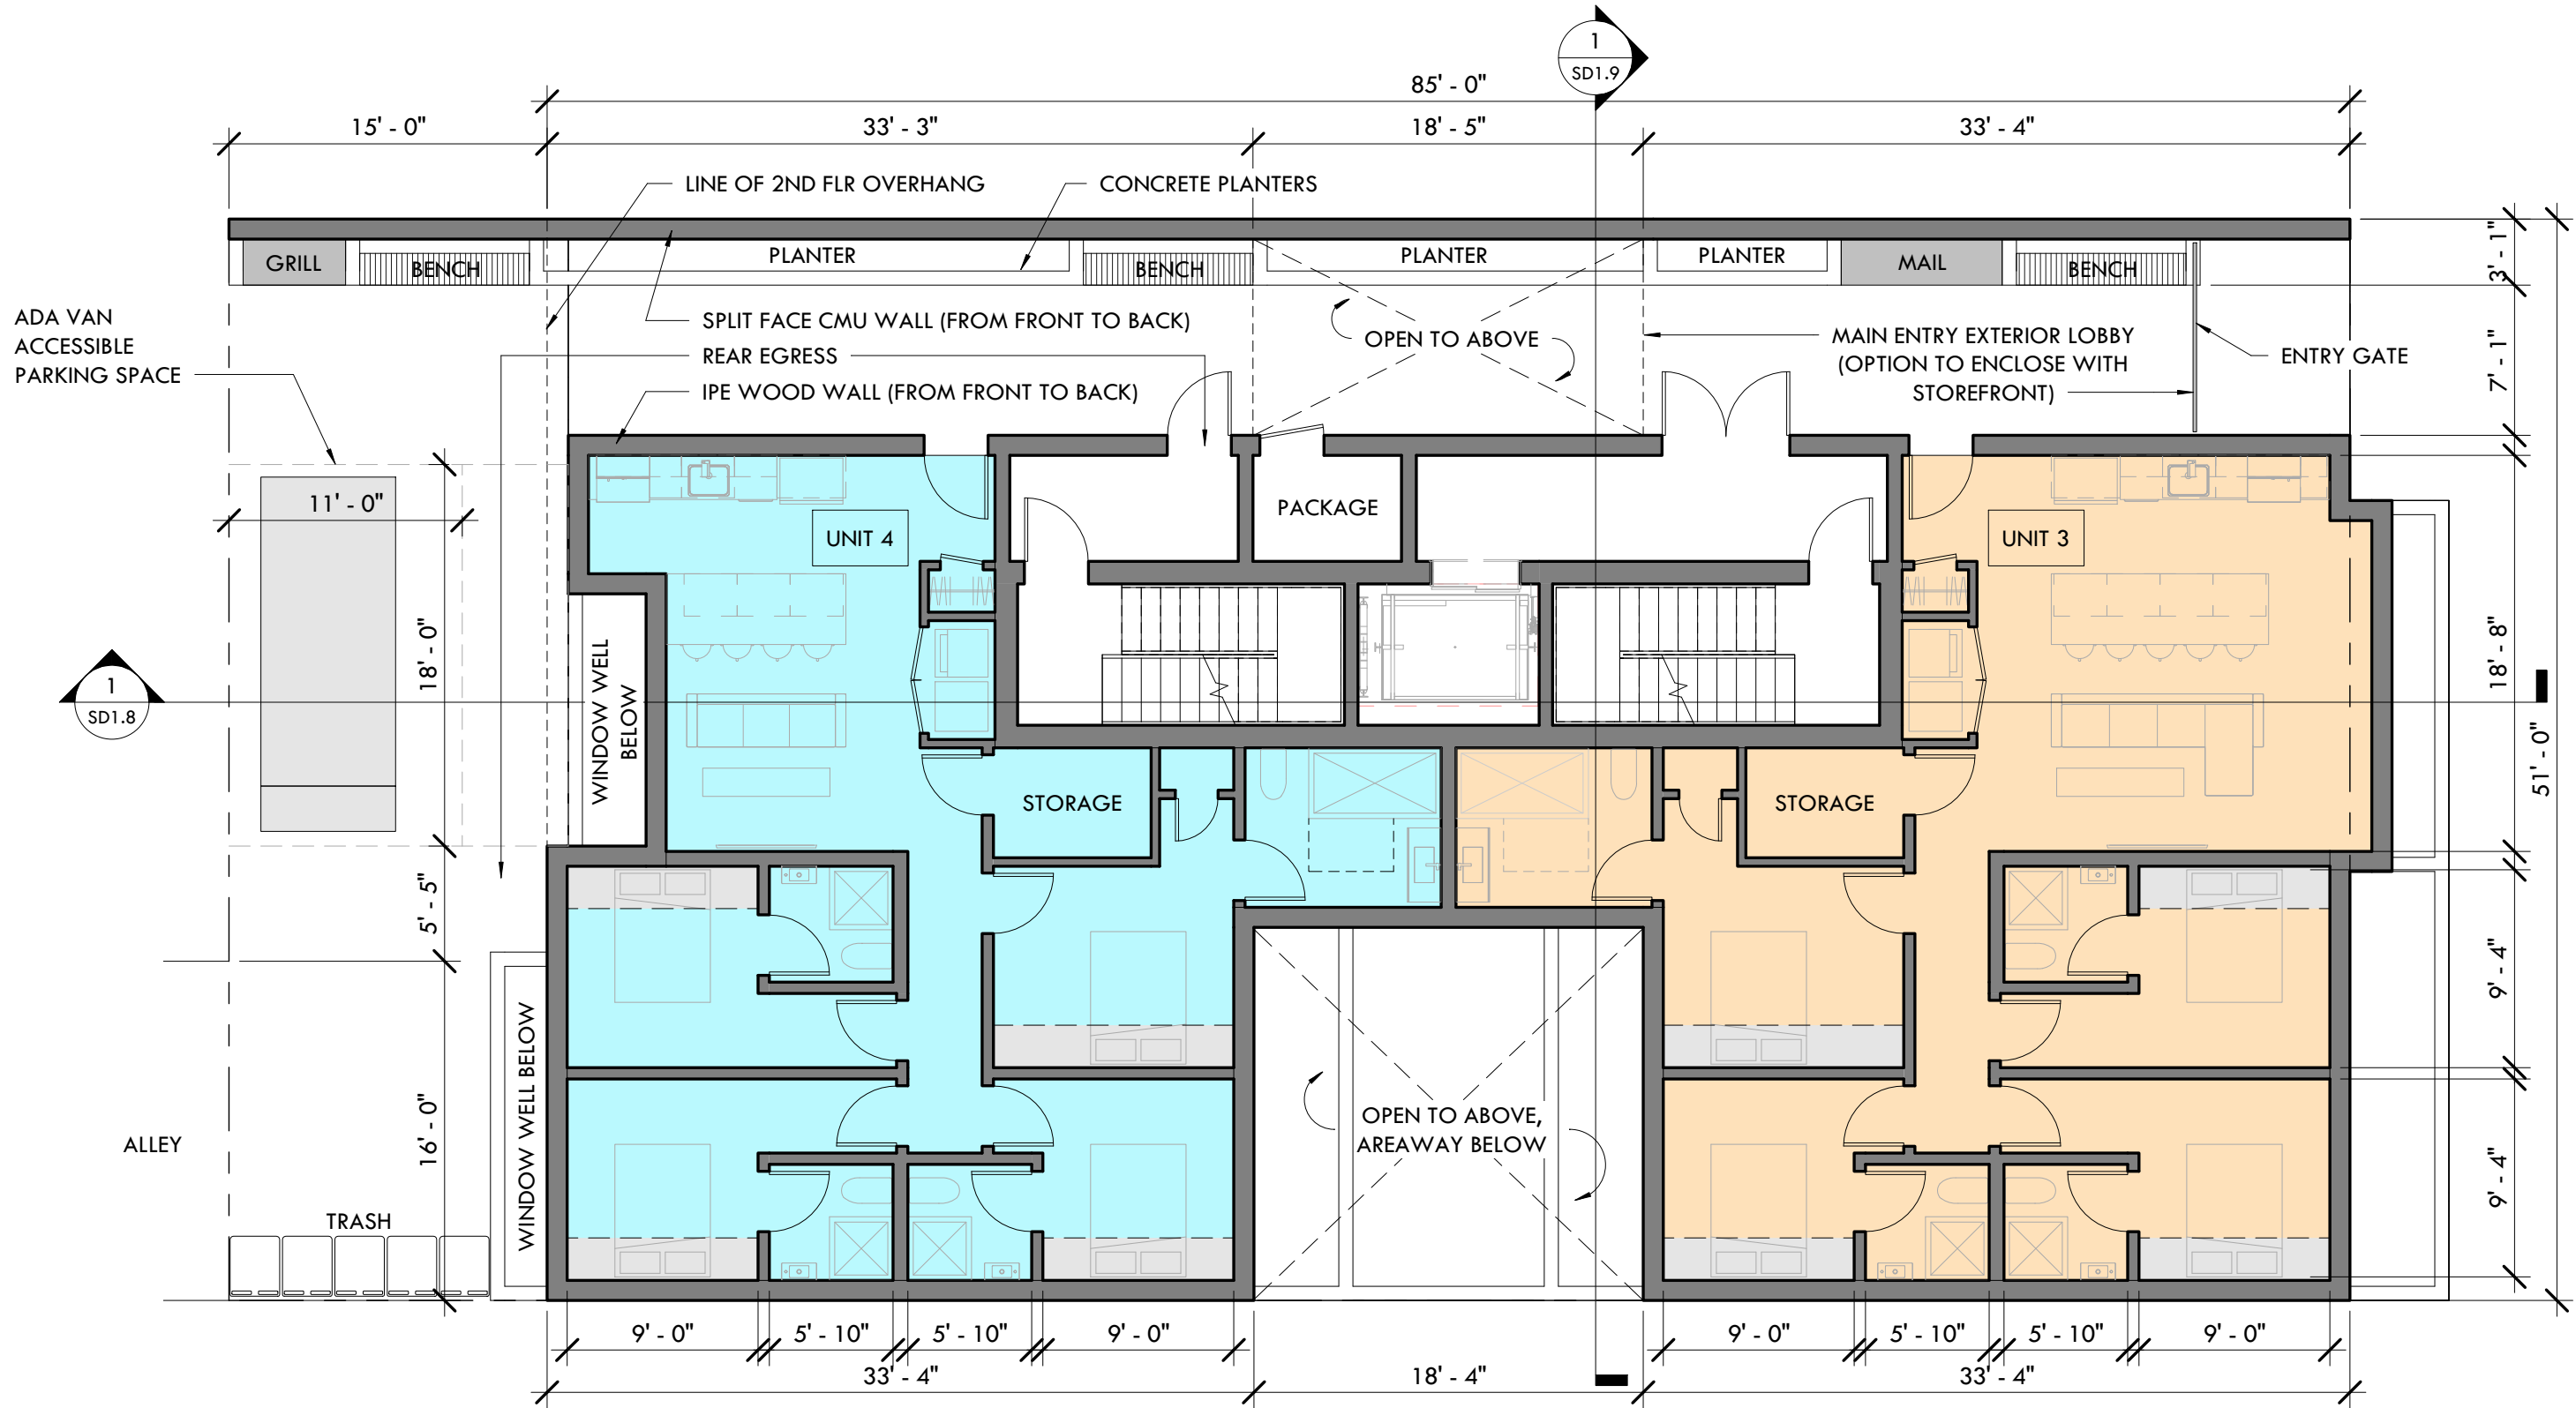 1
SD1.9
85' - 0"
15' - 0"
33' - 3"
18' - 5"
33' - 4"
LINE OF 2ND FLR OVERHANG
CONCRETE PLANTERS
GRILL
BENCH
PLANTER
BENCH
PLANTER
PLANTER
MAIL
BENCH
3' - 1"
ADA VAN
ACCESSIBLE
PARKING SPACE
SPLIT FACE CMU WALL (FROM FRONT TO BACK)
REAR EGRESS
IPE WOOD WALL (FROM FRONT TO BACK)
OPEN TO ABOVE
MAIN ENTRY EXTERIOR LOBBY
(OPTION TO ENCLOSE WITH
STOREFRONT)
ENTRY GATE
7' - 1"
11' - 0"
UNIT 4
PACKAGE
UNIT 3
18' - 0"
WINDOW WELL
BELOW
18' - 8"
1
SD1.8
51' - 0"
STORAGE
STORAGE
5' - 5"
9' - 4"
WINDOW WELL BELOW
16' - 0"
ALLEY
OPEN TO ABOVE,
AREAWAY BELOW
9' - 4"
TRASH
9' - 0"
5' - 10"
5' - 10"
9' - 0"
9' - 0"
5' - 10"
5' - 10"
9' - 0"
33' - 4"
18' - 4"
33' - 4"